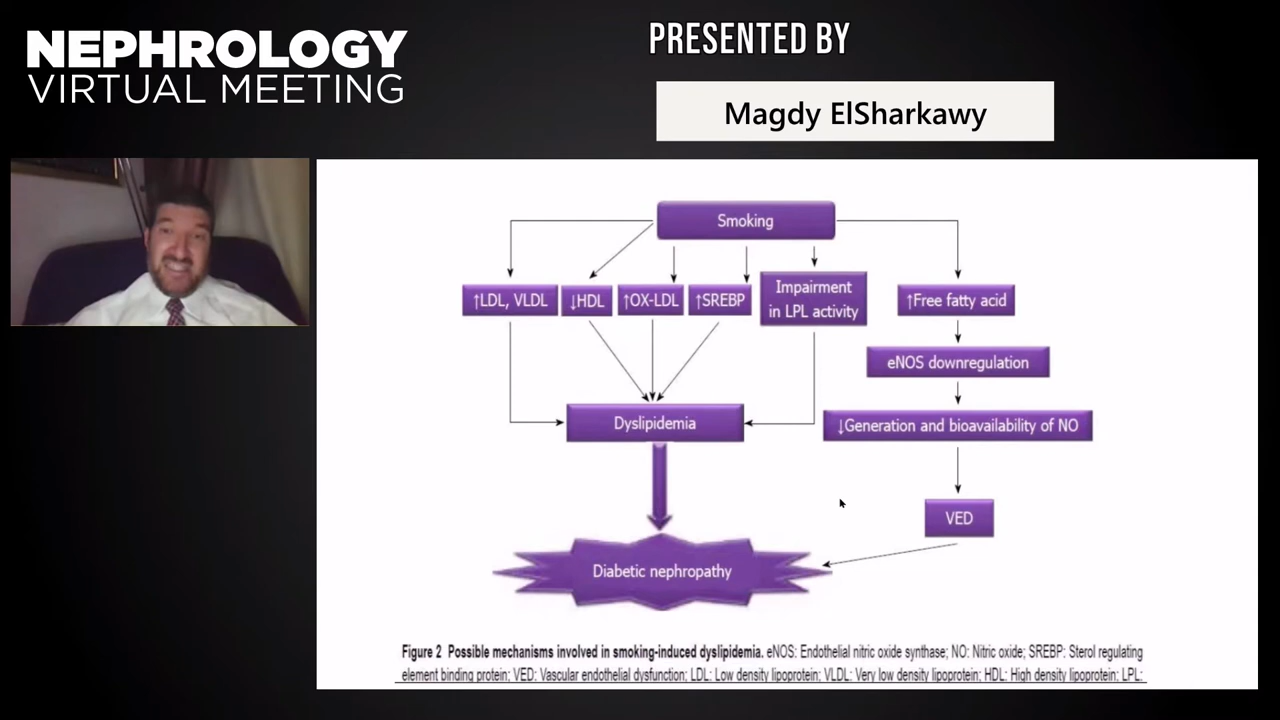 NEPHROLOGY
VIRTUAL MEETING
PRESENTED BY
Magdy ElSharkawy
Smoking
↑LDL, VLDL
↓HDL
↑OX-LDL
↑SREBP
Impairment
in LPL activity
↑Free fatty acid
eNOS downregulation
Dyslipidemia
↓Generation and bioavailability of NO
VED
Diabetic nephropathy
Figure 2 Possible mechanisms involved in smoking-induced dyslipidemia. eNOS: Endothelial nitric oxide synthase; NO: Nitric oxide; SREBP: Sterol regulating
element binding protein; VED: Vascular endothelial dysfunction; LDL: Low density lipoprotein; VLDL: Very low density lipoprotein; HDL: High density lipoprotein; LPL: